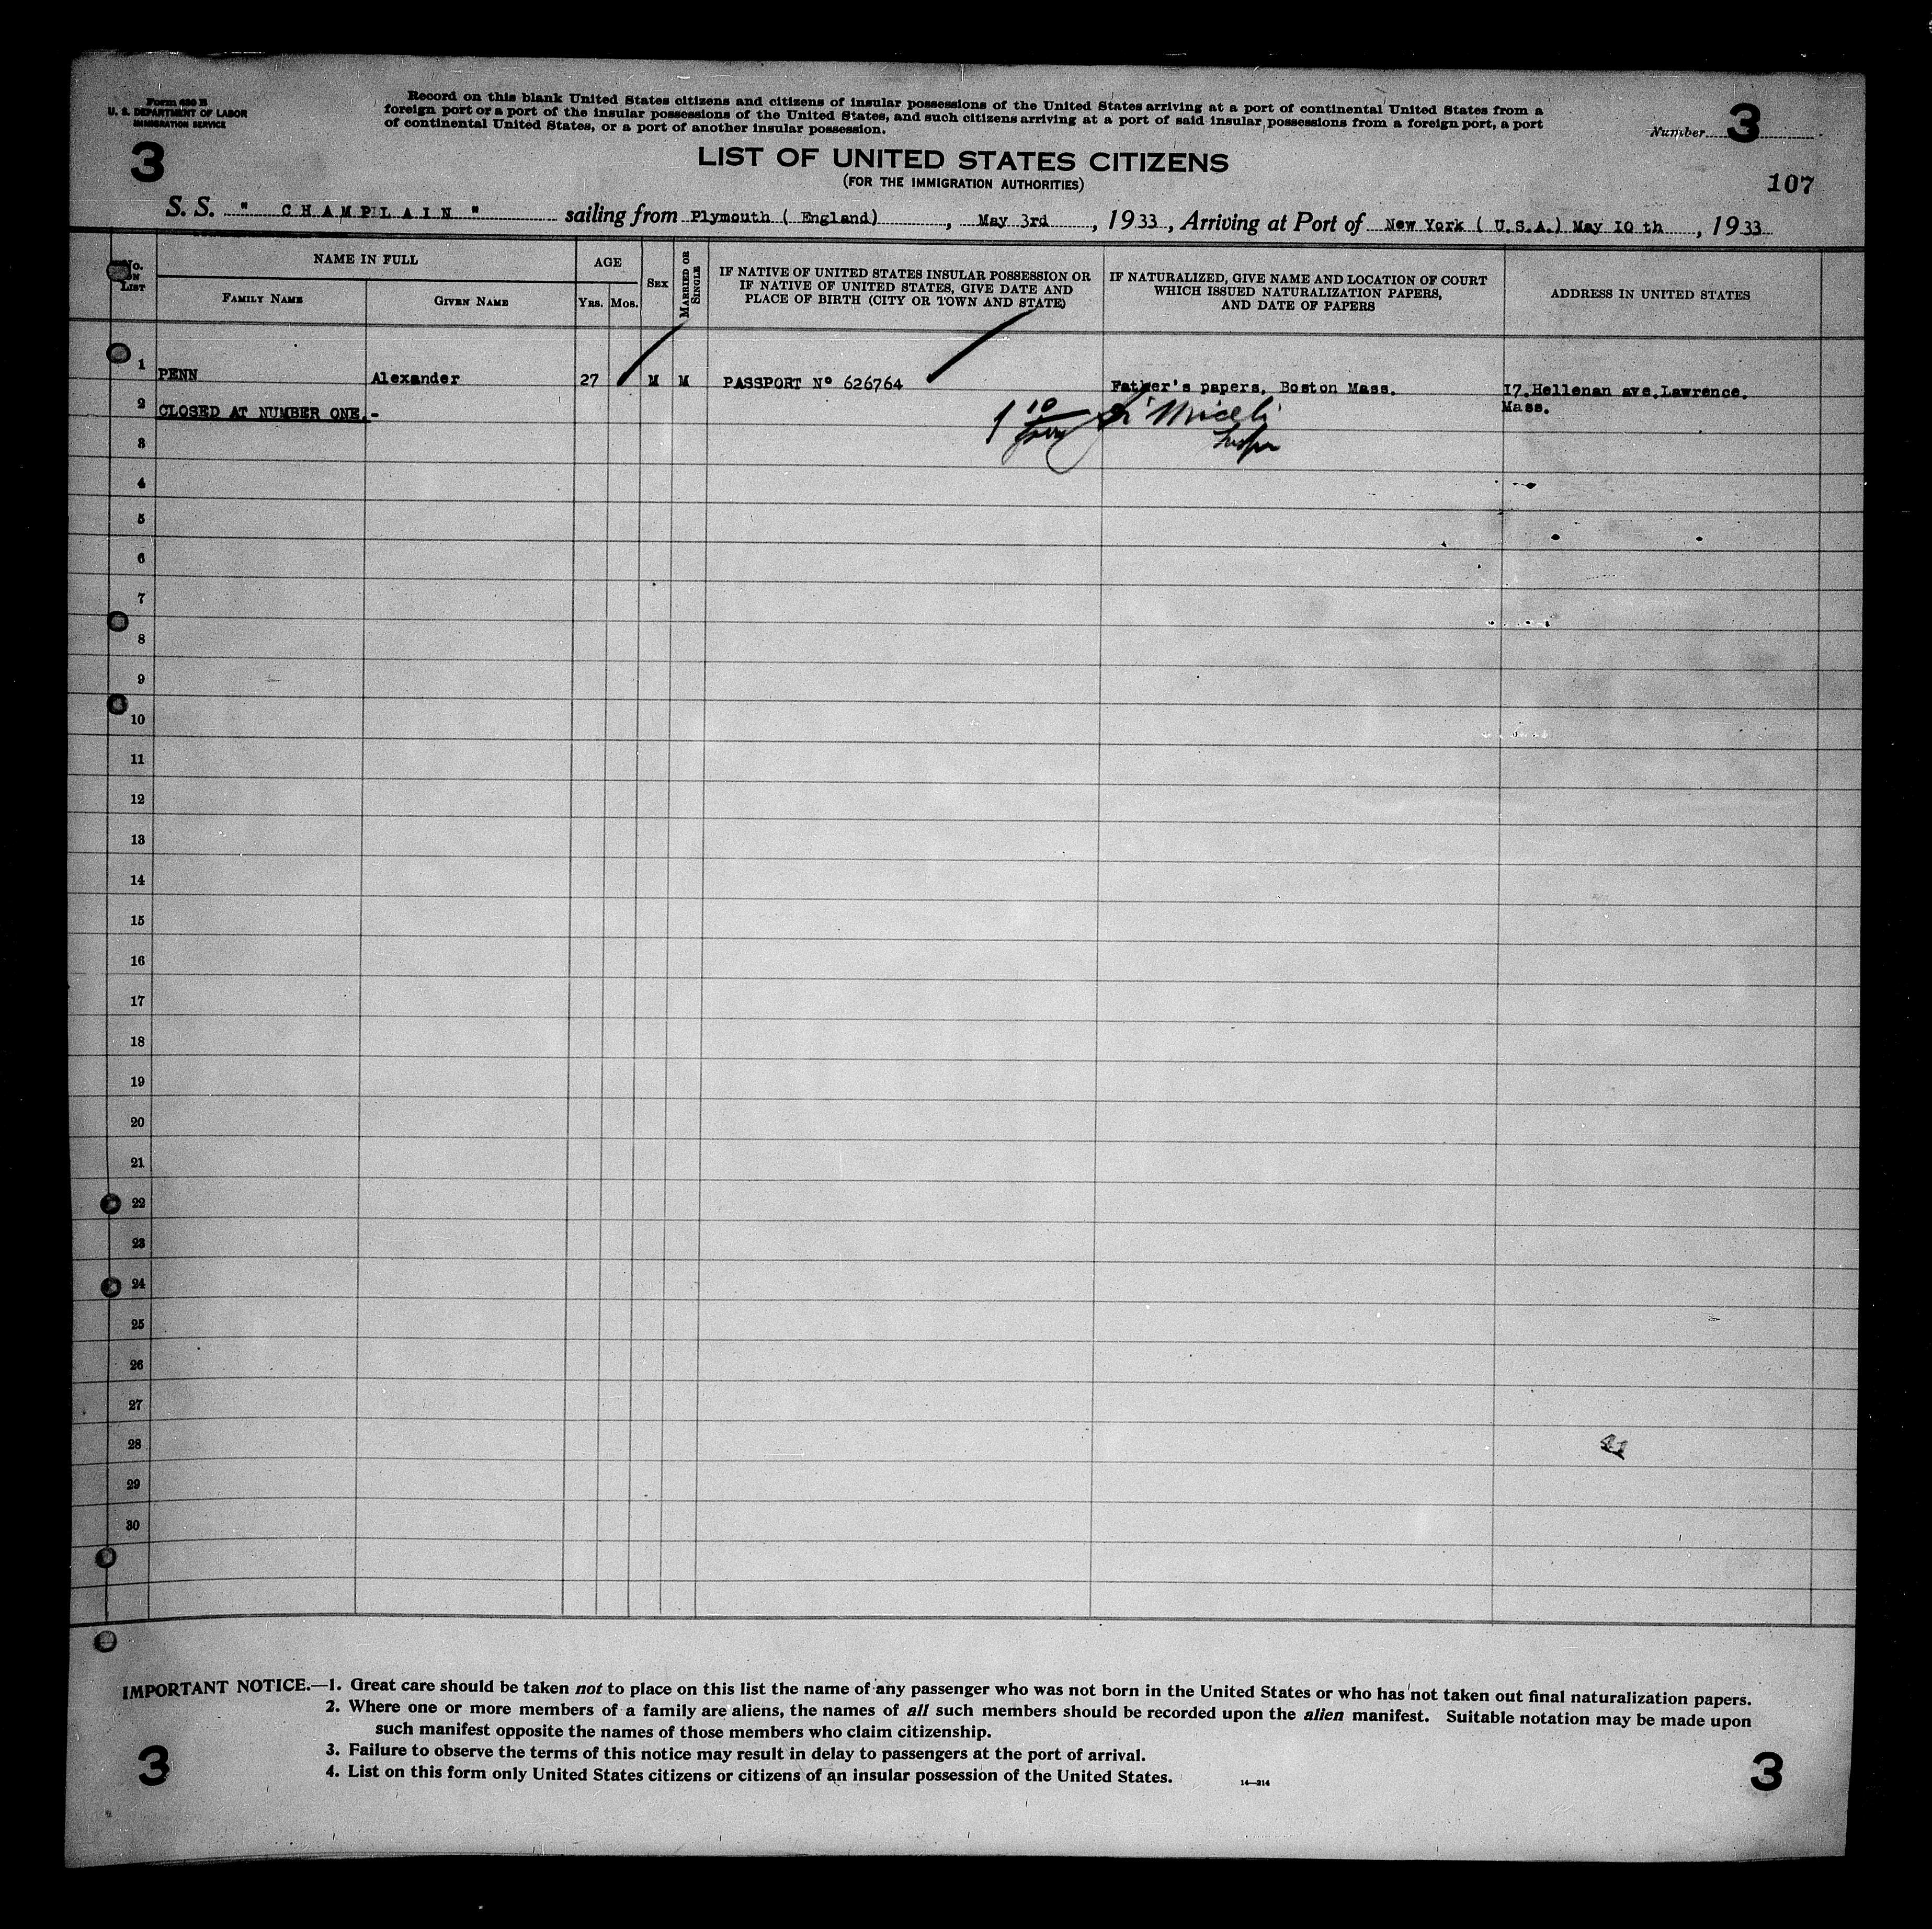 Form 630 B
U. S. DEPARTMENT OF LABOR
IMMIGRATION SERVICE
Record on this blank United States citizens and citizens of insular possessions of the United States arriving at a port of continental United States from a
foreign port or a port of the insular possessions of the United States, and such citizens arriving at a port of said insular possessions from a foreign port, a port
of continental United States, or a port of another insular possession.
Number 3
3
LIST OF UNITED STATES CITIZENS
(FOR THE IMMIGRATION AUTHORITIES)
107
S. S. " CHAMPLAIN " sailing from Plymouth ( England) , May 3rd , 1933 , Arriving at Port of New York ( U.S.A.) May 10 th , 1933
No. ON LIST
NAME IN FULL
FAMILY NAME
GIVEN NAME
AGE
YRS.
MOS.
SEX
MARRIED OR SINGLE
IF NATIVE OF UNITED STATES INSULAR POSSESSION OR
IF NATIVE OF UNITED STATES, GIVE DATE AND
PLACE OF BIRTH (CITY OR TOWN AND STATE)
IF NATURALIZED, GIVE NAME AND LOCATION OF COURT
WHICH ISSUED NATURALIZATION PAPERS,
AND DATE OF PAPERS
ADDRESS IN UNITED STATES
1 PENN Alexander 27 M M PASSPORT Nº 626764 Father's papers, Boston Mass. 17.Hellenan ave.Lawrence.
Mass.
2 CLOSED AT NUMBER ONE.-
1 10
Miceli
3
4
5
6
7
8
9
10
11
12
13
14
15
16
17
18
19
20
21
22
23
24
25
26
27
28
29
30
IMPORTANT NOTICE.—1. Great care should be taken not to place on this list the name of any passenger who was not born in the United States or who has not taken out final naturalization papers.
2. Where one or more members of a family are aliens, the names of all such members should be recorded upon the alien manifest. Suitable notation may be made upon
such manifest opposite the names of those members who claim citizenship.
3. Failure to observe the terms of this notice may result in delay to passengers at the port of arrival.
4. List on this form only United States citizens or citizens of an insular possession of the United States.
14—214
3
3